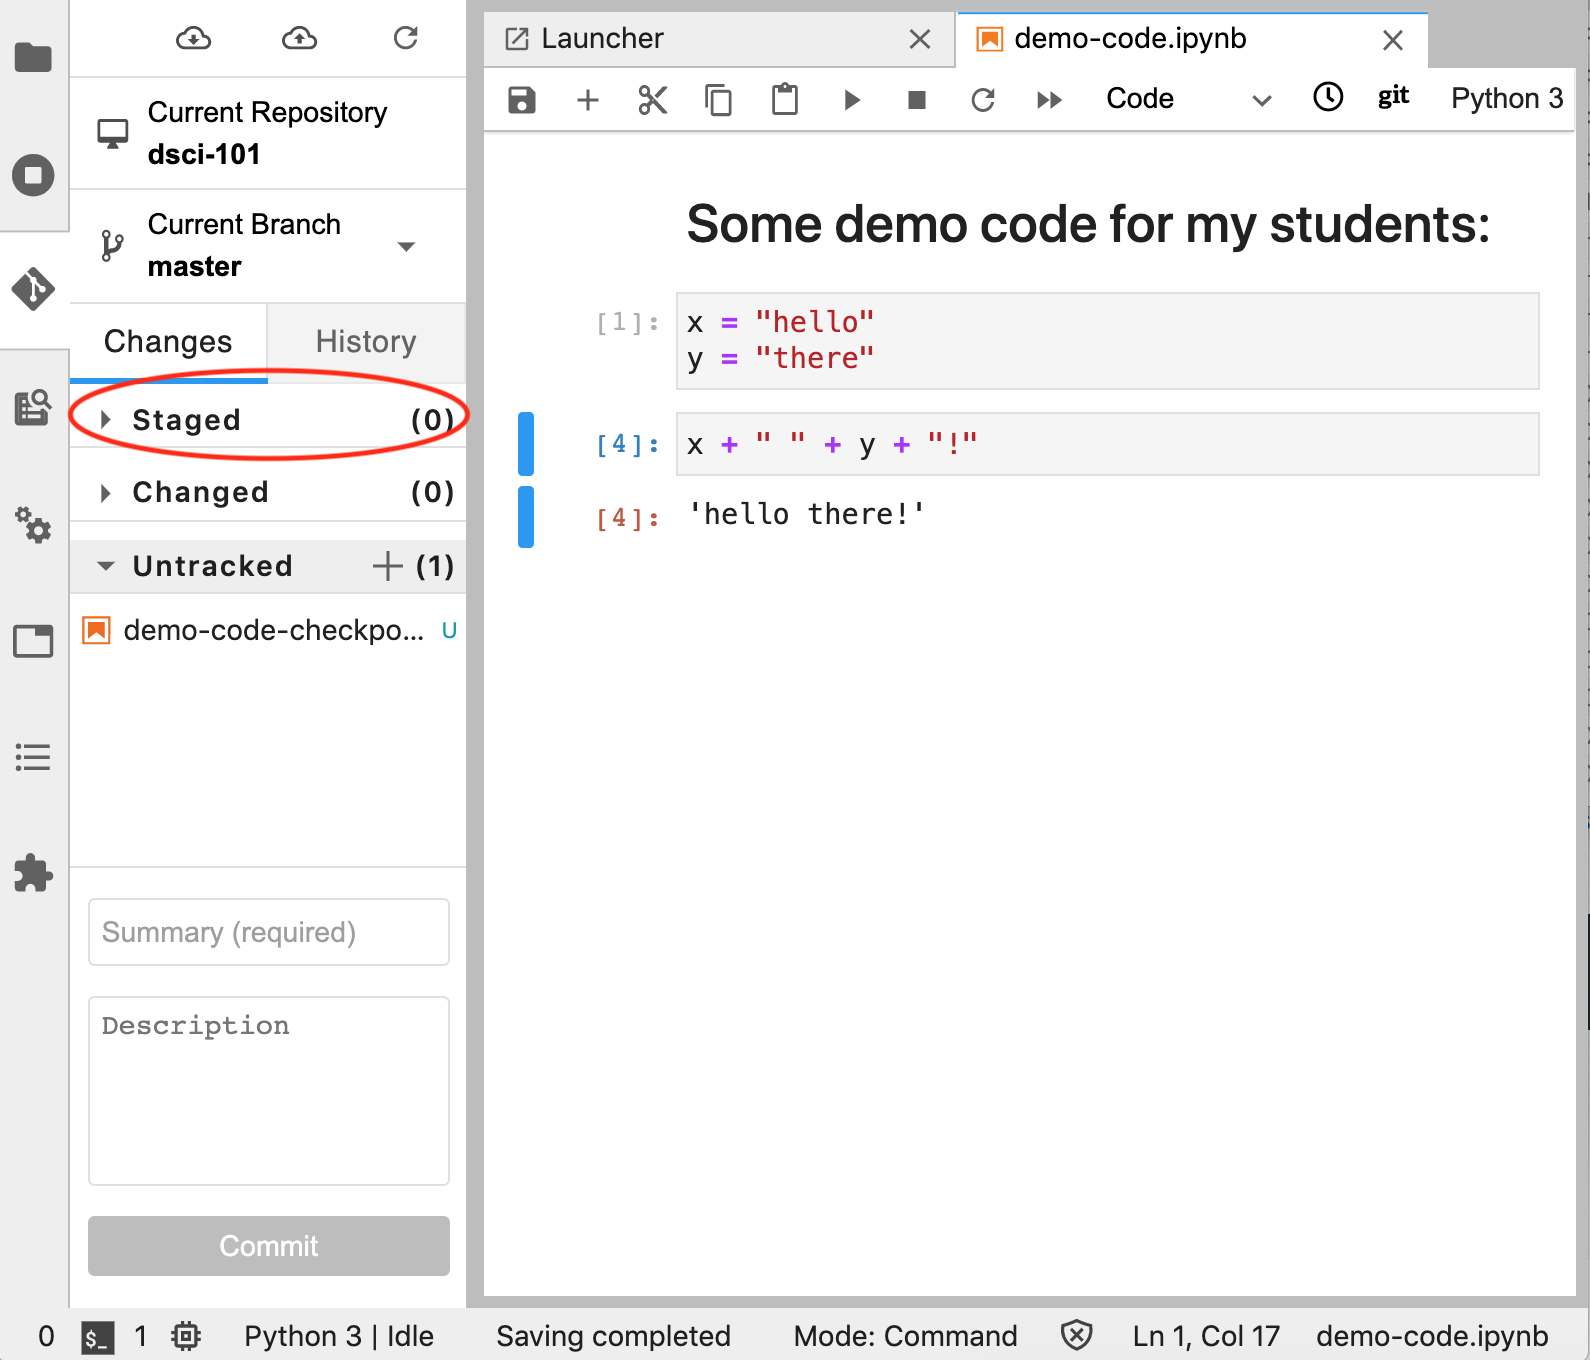 Launcher
demo-code.ipynb
Code
git
Python 3
Current Repository
dsci-101
Current Branch
master
Changes
History
Staged (0)
Changed (0)
Untracked (1)
demo-code-checkpo... U
Summary (required)
Description
Commit
Some demo code for my students:
[1]: x = "hello"
y = "there"
[4]: x + " " + y + "!"
[4]: 'hello there!'
0 $_ 1 Python 3 | Idle Saving completed Mode: Command Ln 1, Col 17 demo-code.ipynb